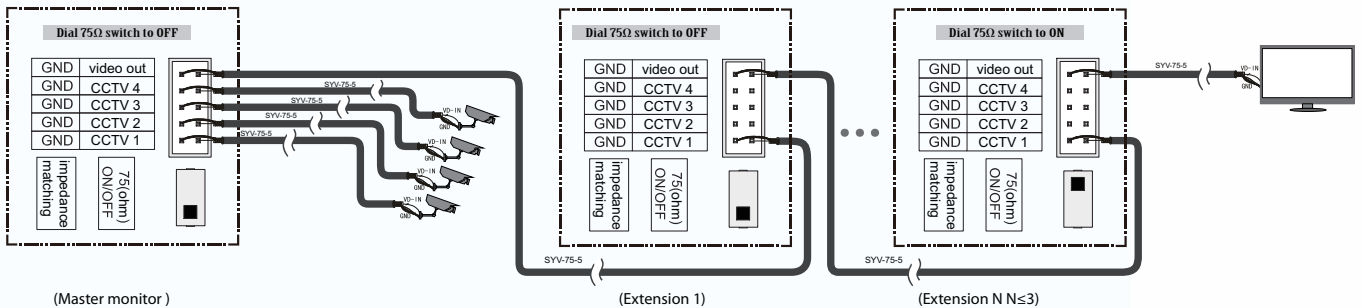 Dial 75Ω switch to OFF
GND video out
GND CCTV 4
GND CCTV 3
GND CCTV 2
GND CCTV 1
impedance
matching
75(ohm)
ON/OFF
SYV-75-5
SYV-75-5
SYV-75-5
SYV-75-5
VD-IN
GND
VD-IN
GND
VD-IN
GND
VD-IN
GND
(Master monitor )
Dial 75Ω switch to OFF
GND video out
GND CCTV 4
GND CCTV 3
GND CCTV 2
GND CCTV 1
impedance
matching
75(ohm)
ON/OFF
SYV-75-5
(Extension 1)
Dial 75Ω switch to ON
GND video out
GND CCTV 4
GND CCTV 3
GND CCTV 2
GND CCTV 1
impedance
matching
75(ohm)
ON/OFF
SYV-75-5
(Extension N N≤3)
SYV-75-5
VD-IN
GND